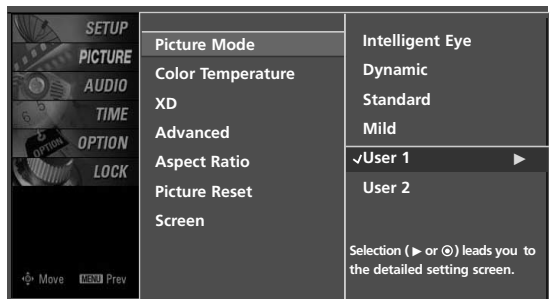 SETUP
PICTURE
AUDIO
TIME
OPTION
LOCK
Move MENU Prev
Picture Mode
Color Temperature
XD
Advanced
Aspect Ratio
Picture Reset
Screen
Intelligent Eye
Dynamic
Standard
Mild
✓User 1 ▶
User 2
Selection (▶ or ◉) leads you to
the detailed setting screen.